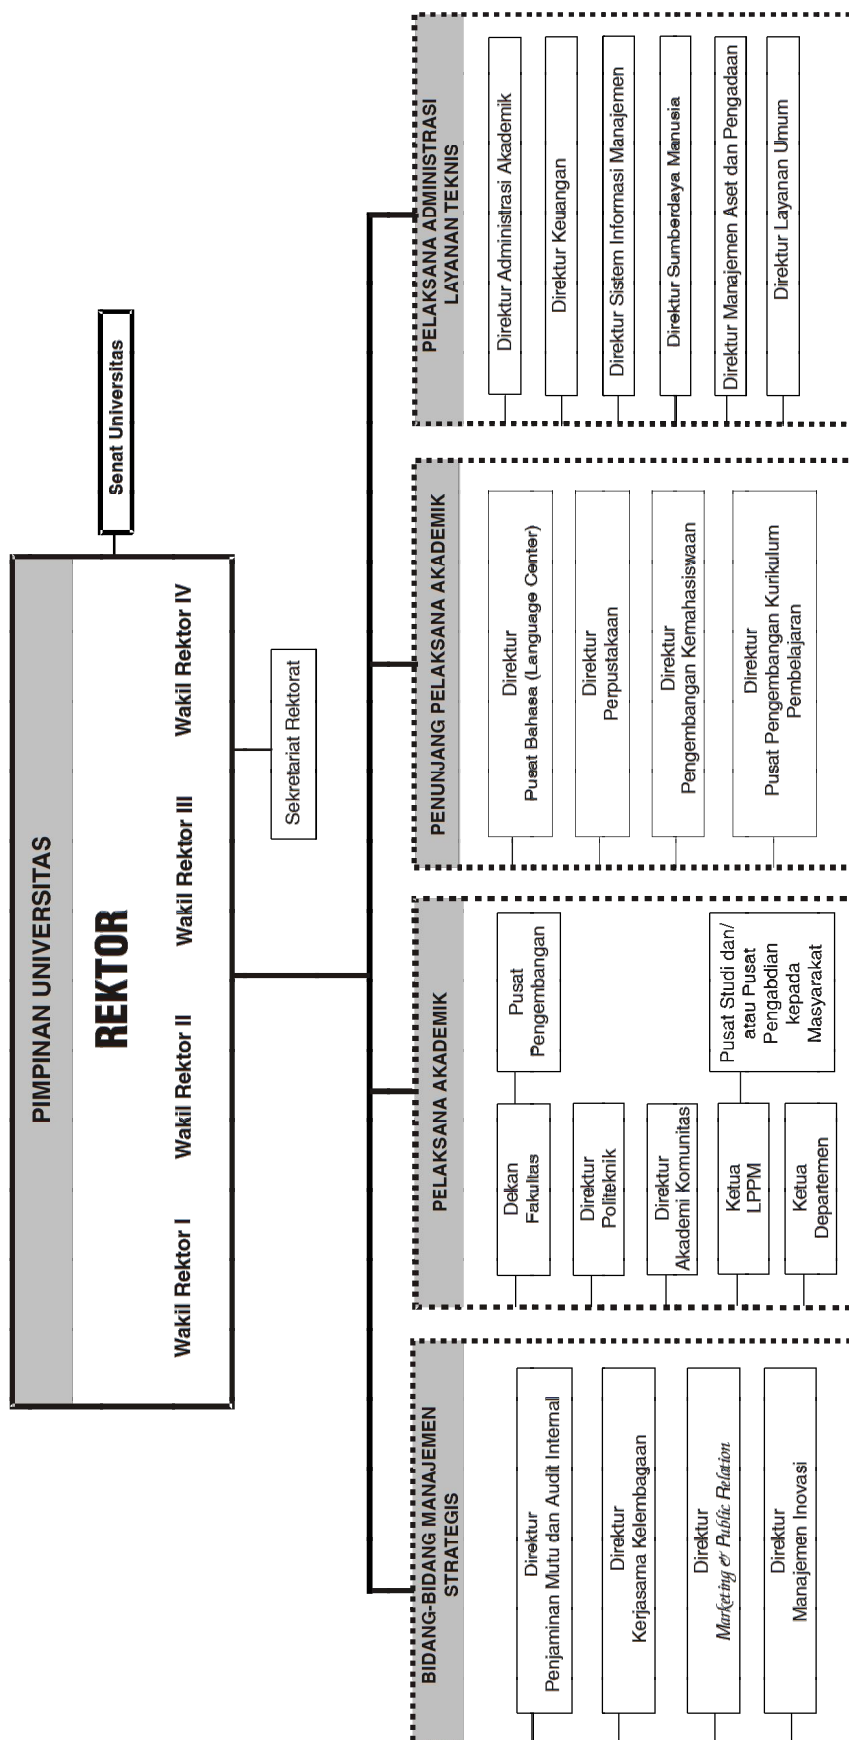 PIMPINAN UNIVERSITAS
REKTOR
Wakil Rektor I
Wakil Rektor II
Wakil Rektor III
Wakil Rektor IV
Senat Universitas
Sekretariat Rektorat
BIDANG-BIDANG MANAJEMEN
STRATEGIS
Direktur
Penjaminan Mutu dan Audit Internal
Direktur
Kerjasama Kelembagaan
Direktur
Marketing & Public Relation
Direktur
Manajemen Inovasi
PELAKSANA AKADEMIK
Dekan
Fakultas
Pusat
Pengembangan
Direktur
Politeknik
Direktur
Akademi Komunitas
Ketua
LPPM
Pusat Studi dan/
atau Pusat
Pengabdian
kepada
Masyarakat
Ketua
Departemen
PENUNJANG PELAKSANA AKADEMIK
Direktur
Pusat Bahasa (Language Center)
Direktur
Perpustakaan
Direktur
Pengembangan Kemahasiswaan
Direktur
Pusat Pengembangan Kurikulum
Pembelajaran
PELAKSANA ADMINISTRASI
LAYANAN TEKNIS
Direktur Administrasi Akademik
Direktur Keuangan
Direktur Sistem Informasi Manajemen
Direktur Sumberdaya Manusia
Direktur Manajemen Aset dan Pengadaan
Direktur Layanan Umum